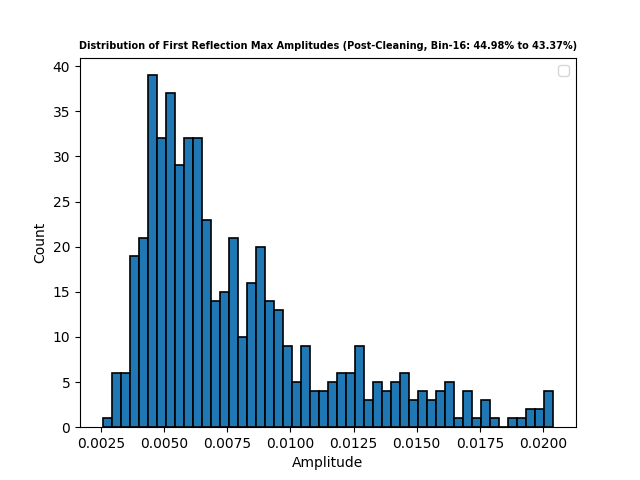 Distribution of First Reflection Max Amplitudes (Post-Cleaning, Bin-16: 44.98% to 43.37%)
40
35
30
25
20
15
10
5
0
Count
0.0025 0.0050 0.0075 0.0100 0.0125 0.0150 0.0175 0.0200
Amplitude